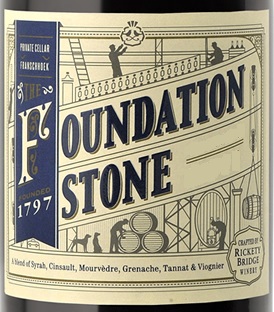 PRIVATE CELLAR
FRANSCHHOEK
THE
FOUNDATION
STONE
FOUNDED
1797
A blend of Syrah, Cinsault, Mourvèdre, Grenache, Tannat & Viognier
CRAFTED BY
RICKETY
BRIDGE
WINERY